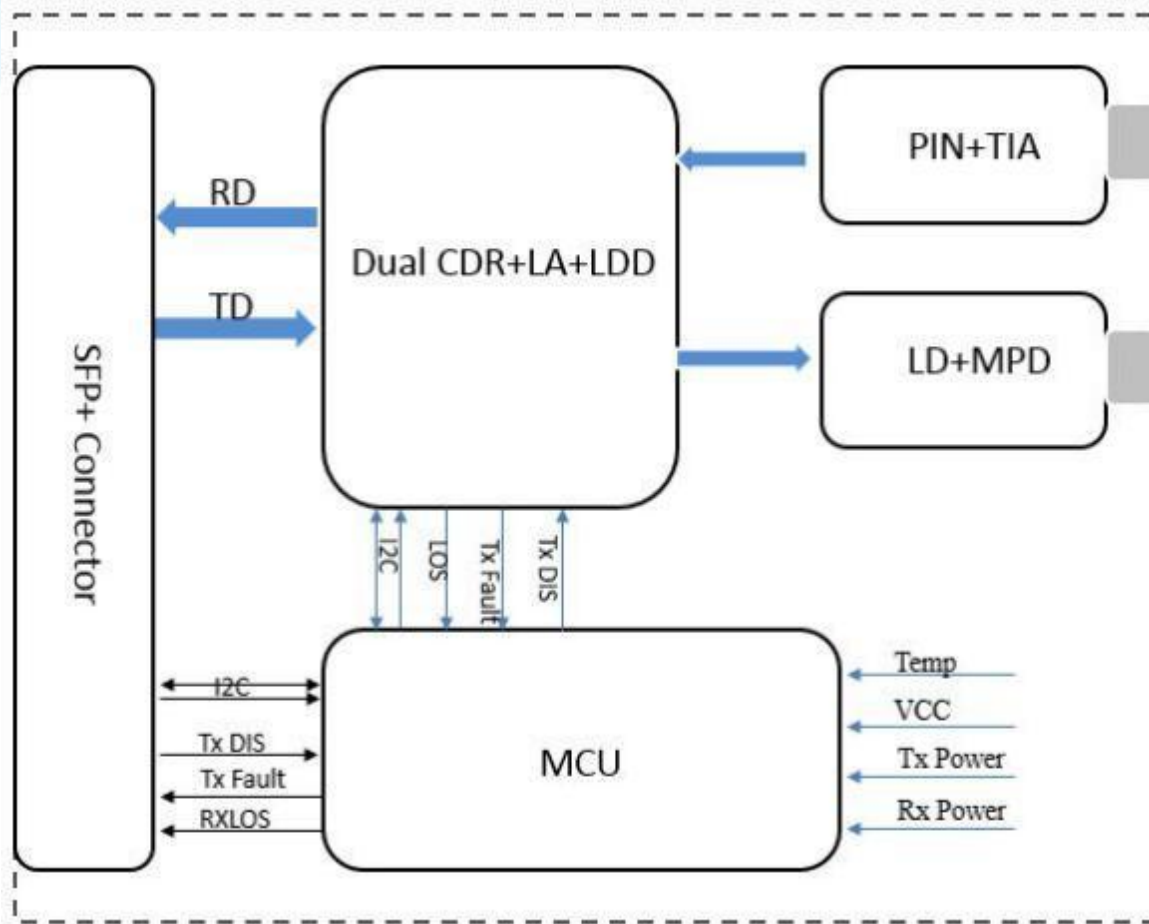 SFP+ Connector
RD
TD
Dual CDR+LA+LDD
PIN+TIA
LD+MPD
I2C
LOS
Tx Fault
Tx DIS
I2C
Tx DIS
Tx Fault
RXLOS
MCU
Temp
VCC
Tx Power
Rx Power